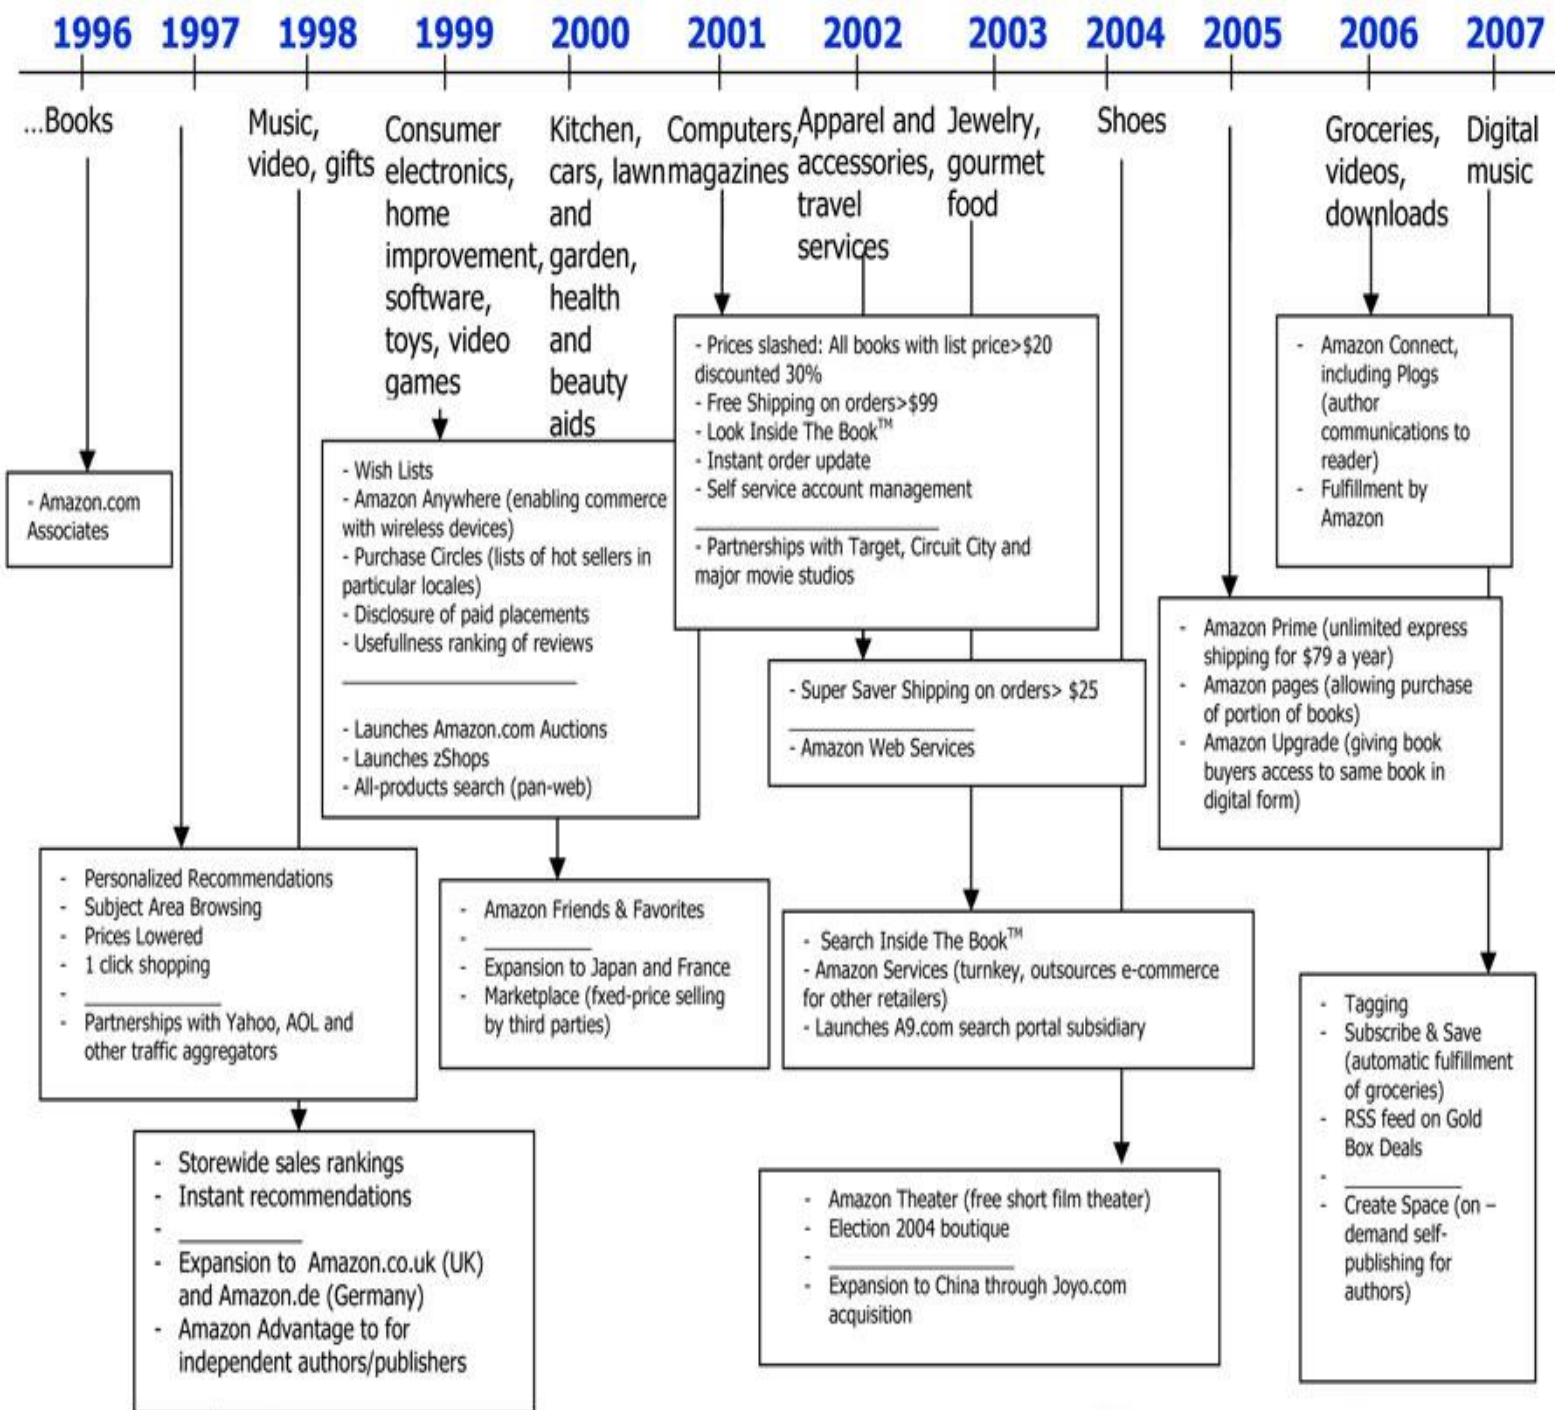 1996 1997 1998 1999 2000 2001 2002 2003 2004 2005 2006 2007
...Books
Music,
video, gifts
Consumer
electronics,
home
improvement,
software,
toys, video
games
Kitchen,
cars, lawn
and
garden,
health
and
beauty
aids
Computers,
magazines
Apparel and
accessories,
travel
services
Jewelry,
gourmet
food
Shoes
Groceries,
videos,
downloads
Digital
music
- Amazon.com
Associates
- Personalized Recommendations
- Subject Area Browsing
- Prices Lowered
- 1 click shopping
- ____________
- Partnerships with Yahoo, AOL and
other traffic aggregators
- Storewide sales rankings
- Instant recommendations
- ____________
- Expansion to Amazon.co.uk (UK)
and Amazon.de (Germany)
- Amazon Advantage to for
independent authors/publishers
- Wish Lists
- Amazon Anywhere (enabling commerce
with wireless devices)
- Purchase Circles (lists of hot sellers in
particular locales)
- Disclosure of paid placements
- Usefullness ranking of reviews
____________
- Launches Amazon.com Auctions
- Launches zShops
- All-products search (pan-web)
- Amazon Friends & Favorites
- ____________
- Expansion to Japan and France
- Marketplace (fxed-price selling
by third parties)
- Prices slashed: All books with list price>$20
discounted 30%
- Free Shipping on orders>$99
- Look Inside The Book™
- Instant order update
- Self service account management
____________
- Partnerships with Target, Circuit City and
major movie studios
- Super Saver Shipping on orders> $25
____________
- Amazon Web Services
- Search Inside The Book™
- Amazon Services (turnkey, outsources e-commerce
for other retailers)
- Launches A9.com search portal subsidiary
- Amazon Theater (free short film theater)
- Election 2004 boutique
- ____________
- Expansion to China through Joyo.com
acquisition
- Amazon Prime (unlimited express
shipping for $79 a year)
- Amazon pages (allowing purchase
of portion of books)
- Amazon Upgrade (giving book
buyers access to same book in
digital form)
- Amazon Connect,
including Plogs
(author
communications to
reader)
- Fulfillment by
Amazon
- Tagging
- Subscribe & Save
(automatic fulfillment
of groceries)
- RSS feed on Gold
Box Deals
- ____________
- Create Space (on –
demand self-
publishing for
authors)